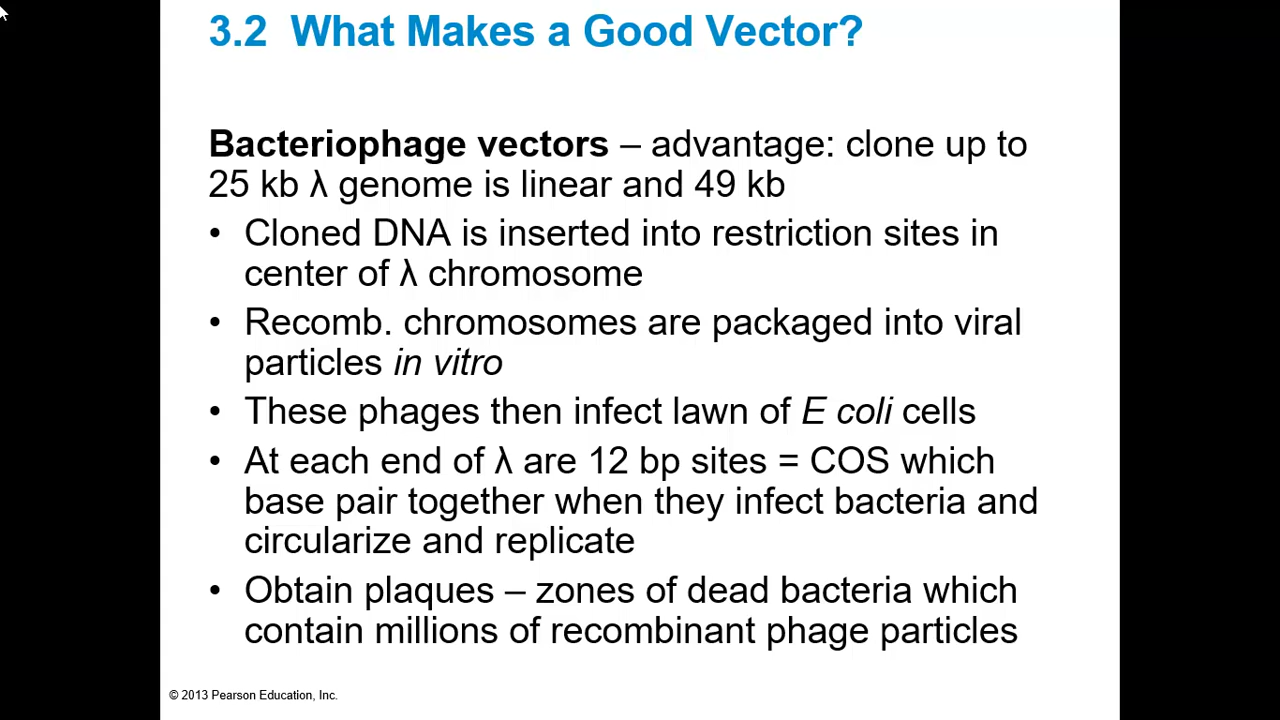 3.2 What Makes a Good Vector?
Bacteriophage vectors – advantage: clone up to
25 kb λ genome is linear and 49 kb
• Cloned DNA is inserted into restriction sites in
center of λ chromosome
• Recomb. chromosomes are packaged into viral
particles in vitro
• These phages then infect lawn of E coli cells
• At each end of λ are 12 bp sites = COS which
base pair together when they infect bacteria and
circularize and replicate
• Obtain plaques – zones of dead bacteria which
contain millions of recombinant phage particles
© 2013 Pearson Education, Inc.